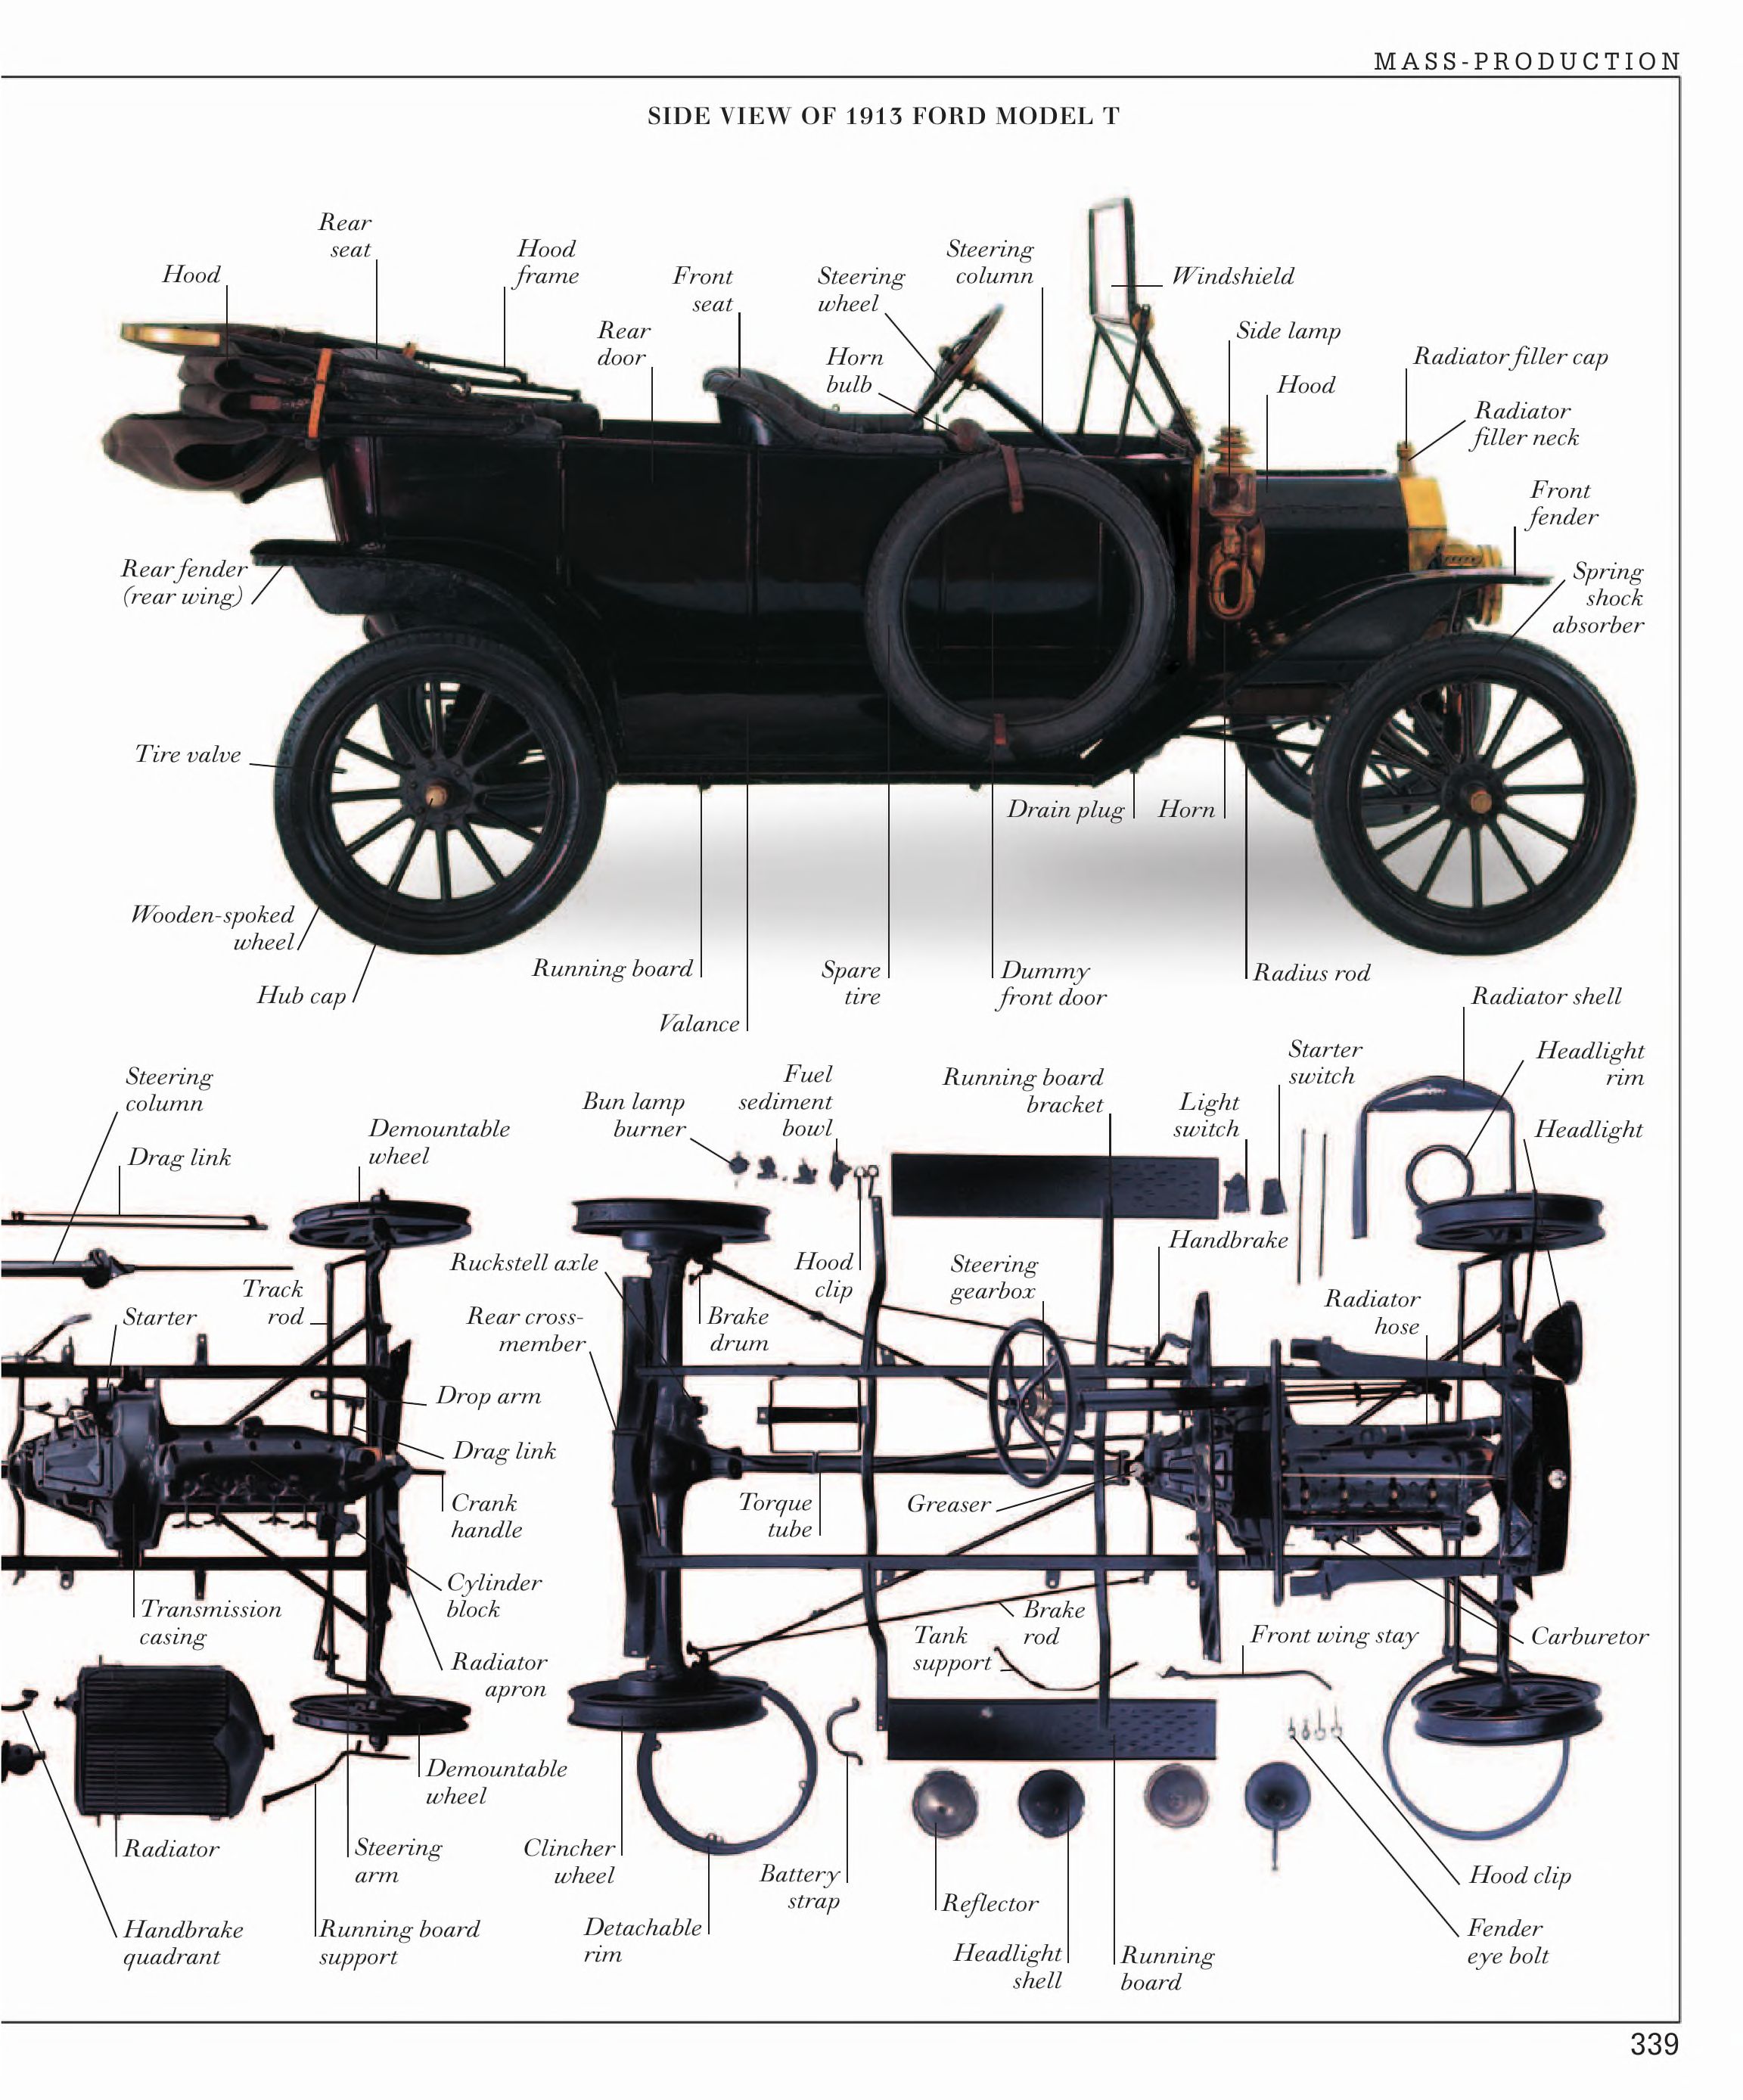 MASS-PRODUCTION
SIDE VIEW OF 1913 FORD MODEL T
Rear
seat
Hood
Hood
frame
Front
seat
Rear
door
Steering
wheel
Horn
bulb
Steering
column
Windshield
Side lamp
Hood
Radiator filler cap
Radiator
filler neck
Front
fender
Spring
shock
absorber
Rear fender
(rear wing)
Tire valve
Wooden-spoked
wheel
Hub cap
Running board
Valance
Spare
tire
Dummy
front door
Drain plug
Horn
Radius rod
Radiator shell
Headlight
rim
Headlight
Starter
switch
Light
switch
Running board
bracket
Fuel
sediment
bowl
Bun lamp
burner
Demountable
wheel
Steering
column
Drag link
Track
rod
Starter
Ruckstell axle
Rear cross-
member
Brake
drum
Hood
clip
Steering
gearbox
Handbrake
Radiator
hose
Drop arm
Drag link
Crank
handle
Cylinder
block
Radiator
apron
Transmission
casing
Torque
tube
Greaser
Brake
rod
Tank
support
Front wing stay
Carburetor
Demountable
wheel
Radiator
Steering
arm
Handbrake
quadrant
Running board
support
Clincher
wheel
Detachable
rim
Battery
strap
Reflector
Headlight
shell
Running
board
Hood clip
Fender
eye bolt
339